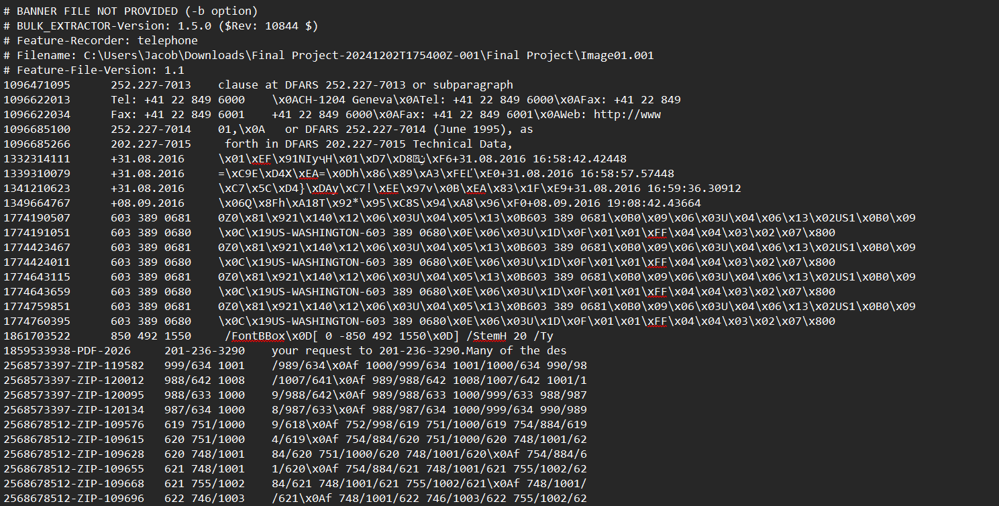 # BANNER FILE NOT PROVIDED (-b option)
# BULK_EXTRACTOR-Version: 1.5.0 ($Rev: 10844 $)
# Feature-Recorder: telephone
# Filename: C:\Users\Jacob\Downloads\Final Project-20241202T175400Z-001\Final Project\Image01.001
# Feature-File-Version: 1.1
1096471095	252.227-7013	clause at DFARS 252.227-7013 or subparagraph
1096622013	Tel: +41 22 849 6000	\x0ACH-1204 Geneva\x0ATel: +41 22 849 6000\x0AFax: +41 22 849
1096622034	Fax: +41 22 849 6001	+41 22 849 6000\x0AFax: +41 22 849 6001\x0AWeb: http://www
1096685100	252.227-7014	01,\x0A   or DFARS 252.227-7014 (June 1995), as
1096685266	202.227-7015	 forth in DFARS 202.227-7015 Technical Data,
1332314111	+31.08.2016	\x01\xEF\x91NIyчH\x01\xD7\xD8\xF6+31.08.2016 16:58:42.42448
1339310079	+31.08.2016	=\xC9E\xD4X\xEA=\x0Dh\x86\x89\xA3\xFEĽ\xE0+31.08.2016 16:58:57.57448
1341210623	+31.08.2016	\xC7\x5C\xD4}\xDAy\xC7!\xEE\x97v\x0B\xEA\x83\x1F\xE9+31.08.2016 16:59:36.30912
1349664767	+08.09.2016	\x06Q\x8Fh\xA18T\x92*\x95\xC8S\x94\xA8\x96\xF0+08.09.2016 19:08:42.43664
1774190507	603 389 0681	0Z0\x81\x921\x140\x12\x06\x03U\x04\x05\x13\x0B603 389 0681\x0B0\x09\x06\x03U\x04\x06\x13\x02US1\x0B0\x09
1774191051	603 389 0680	\x0C\x19US-WASHINGTON-603 389 0680\x0E\x06\x03U\x1D\x0F\x01\x01\xFF\x04\x04\x03\x02\x07\x800
1774423467	603 389 0681	0Z0\x81\x921\x140\x12\x06\x03U\x04\x05\x13\x0B603 389 0681\x0B0\x09\x06\x03U\x04\x06\x13\x02US1\x0B0\x09
1774424011	603 389 0680	\x0C\x19US-WASHINGTON-603 389 0680\x0E\x06\x03U\x1D\x0F\x01\x01\xFF\x04\x04\x03\x02\x07\x800
1774643115	603 389 0681	0Z0\x81\x921\x140\x12\x06\x03U\x04\x05\x13\x0B603 389 0681\x0B0\x09\x06\x03U\x04\x06\x13\x02US1\x0B0\x09
1774643659	603 389 0680	\x0C\x19US-WASHINGTON-603 389 0680\x0E\x06\x03U\x1D\x0F\x01\x01\xFF\x04\x04\x03\x02\x07\x800
1774759851	603 389 0681	0Z0\x81\x921\x140\x12\x06\x03U\x04\x05\x13\x0B603 389 0681\x0B0\x09\x06\x03U\x04\x06\x13\x02US1\x0B0\x09
1774760395	603 389 0680	\x0C\x19US-WASHINGTON-603 389 0680\x0E\x06\x03U\x1D\x0F\x01\x01\xFF\x04\x04\x03\x02\x07\x800
1861703522	850 492 1550	 /FontBBox\x0D[ 0 -850 492 1550\x0D] /StemH 20 /Ty
1859533938-PDF-2026	201-236-3290	your request to 201-236-3290.Many of the des
2568573397-ZIP-119582	999/634 1001	/989/634\x0Af 1000/999/634 1001/1000/634 990/98
2568573397-ZIP-120012	988/642 1008	/1007/641\x0Af 989/988/642 1008/1007/642 1001/1
2568573397-ZIP-120095	988/633 1000	9/988/642\x0Af 989/988/633 1000/999/633 988/987
2568573397-ZIP-120134	987/634 1000	8/987/633\x0Af 988/987/634 1000/999/634 990/989
2568678512-ZIP-109576	619 751/1000	9/618\x0Af 752/998/619 751/1000/619 754/884/619
2568678512-ZIP-109615	620 751/1000	4/619\x0Af 754/884/620 751/1000/620 748/1001/62
2568678512-ZIP-109628	620 748/1001	84/620 751/1000/620 748/1001/620\x0Af 754/884/6
2568678512-ZIP-109655	621 748/1001	1/620\x0Af 754/884/621 748/1001/621 755/1002/62
2568678512-ZIP-109668	621 755/1002	84/621 748/1001/621 755/1002/621\x0Af 748/1001/
2568678512-ZIP-109696	622 746/1003	/621\x0Af 748/1001/622 746/1003/622 755/1002/62